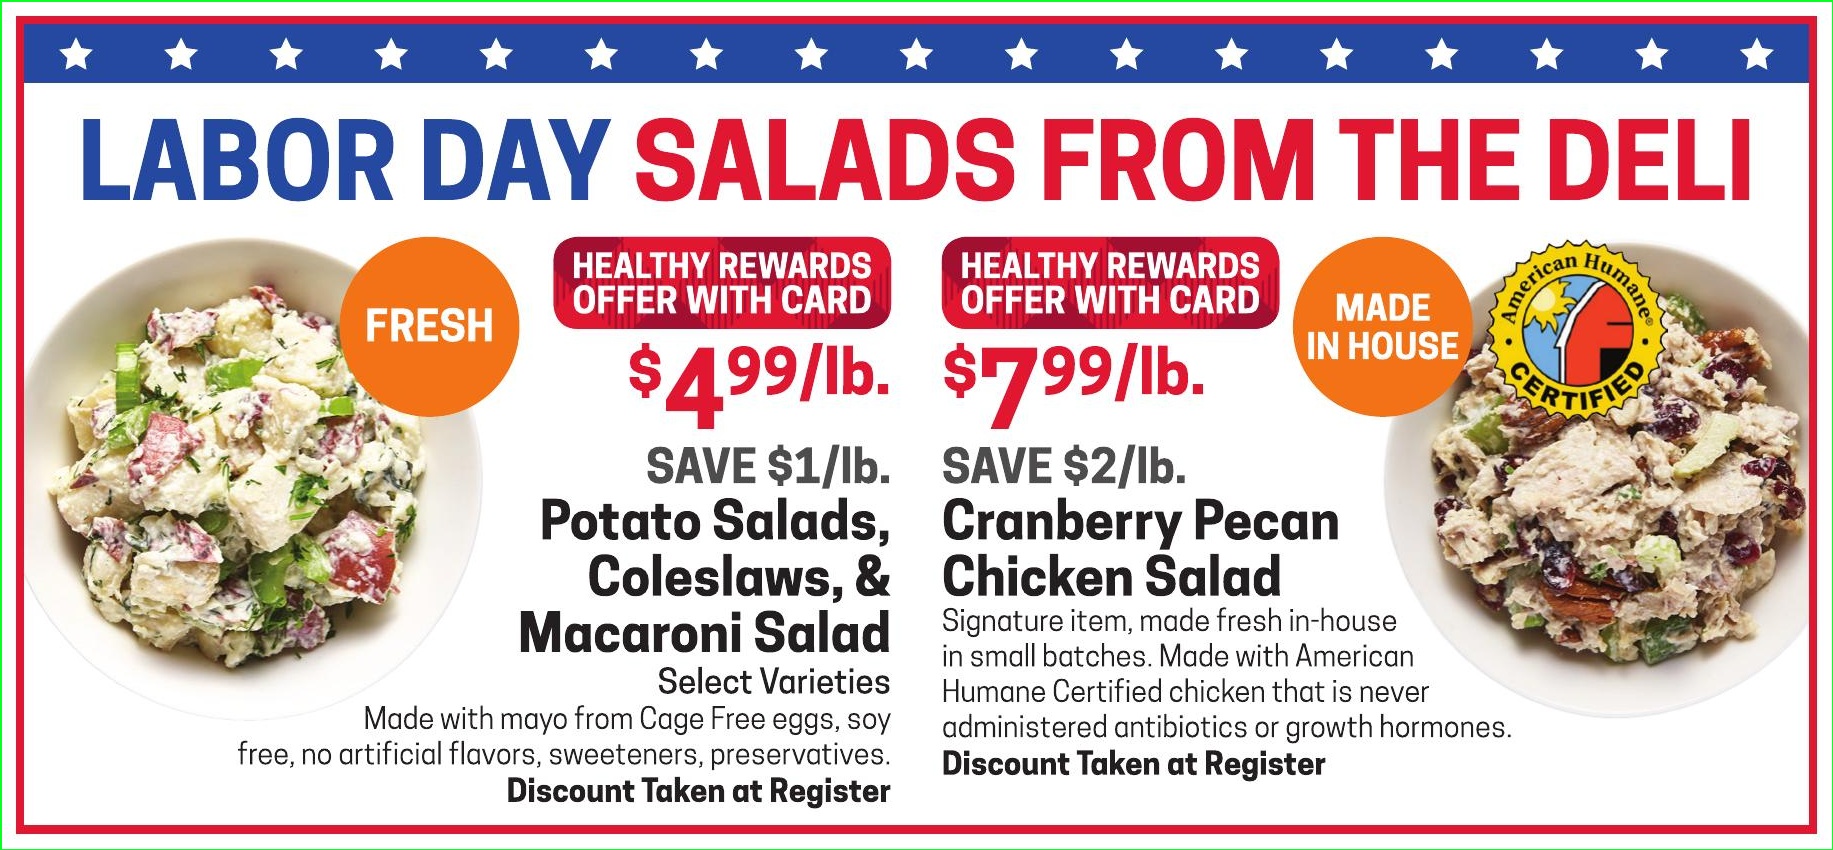 LABOR DAY SALADS FROM THE DELI
FRESH
HEALTHY REWARDS
OFFER WITH CARD
$4 99/lb.
SAVE $1/lb.
Potato Salads,
Coleslaws, &
Macaroni Salad
Select Varieties
Made with mayo from Cage Free eggs, soy
free, no artificial flavors, sweeteners, preservatives.
Discount Taken at Register
HEALTHY REWARDS
OFFER WITH CARD
$7 99/lb.
SAVE $2/lb.
Cranberry Pecan
Chicken Salad
Signature item, made fresh in-house
in small batches. Made with American
Humane Certified chicken that is never
administered antibiotics or growth hormones.
Discount Taken at Register
MADE
IN HOUSE
American Humane®
CERTIFIED